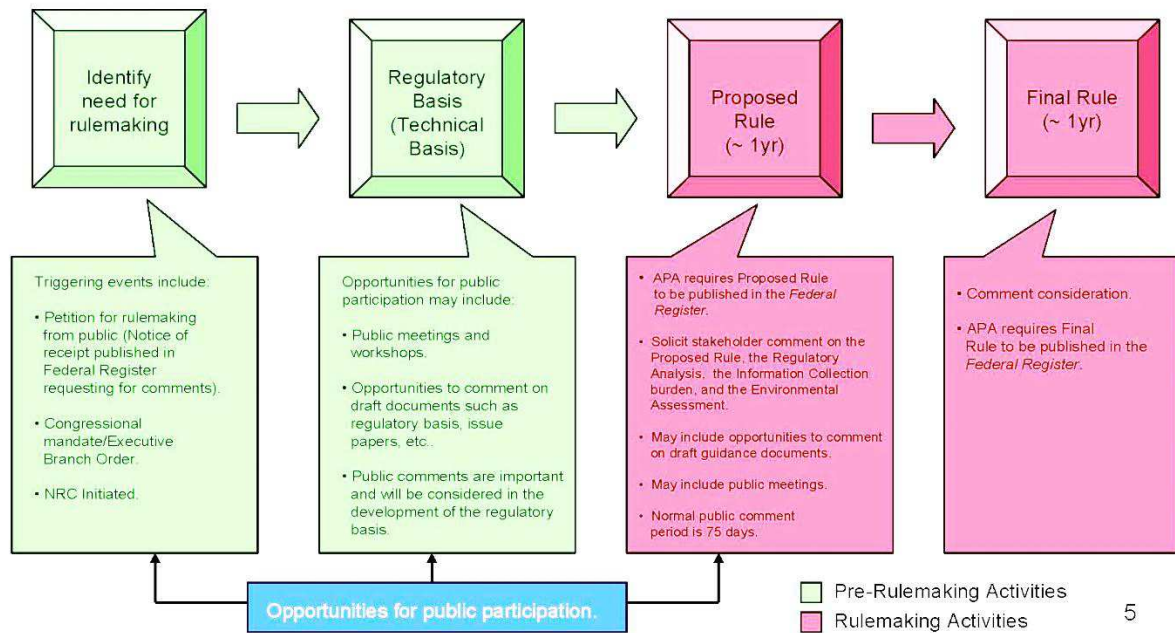 Identify
need for
rulemaking
Regulatory
Basis
(Technical
Basis)
Proposed
Rule
(~ 1yr)
Final Rule
(~ 1yr)
Triggering events include:
• Petition for rulemaking
from public (Notice of
receipt published in
Federal Register
requesting for comments).
• Congressional
mandate/Executive
Branch Order.
• NRC Initiated.
Opportunities for public
participation may include:
• Public meetings and
workshops.
• Opportunities to comment on
draft documents such as
regulatory basis, issue
papers, etc..
• Public comments are important
and will be considered in the
development of the regulatory
basis.
• APA requires Proposed Rule
to be published in the Federal
Register.
• Solicit stakeholder comment on the
Proposed Rule, the Regulatory
Analysis, the Information Collection
burden, and the Environmental
Assessment.
• May include opportunities to comment
on draft guidance documents.
• May include public meetings.
• Normal public comment
period is 75 days.
• Comment consideration.
• APA requires Final
Rule to be published in the
Federal Register.
Opportunities for public participation.
Pre-Rulemaking Activities
Rulemaking Activities
5